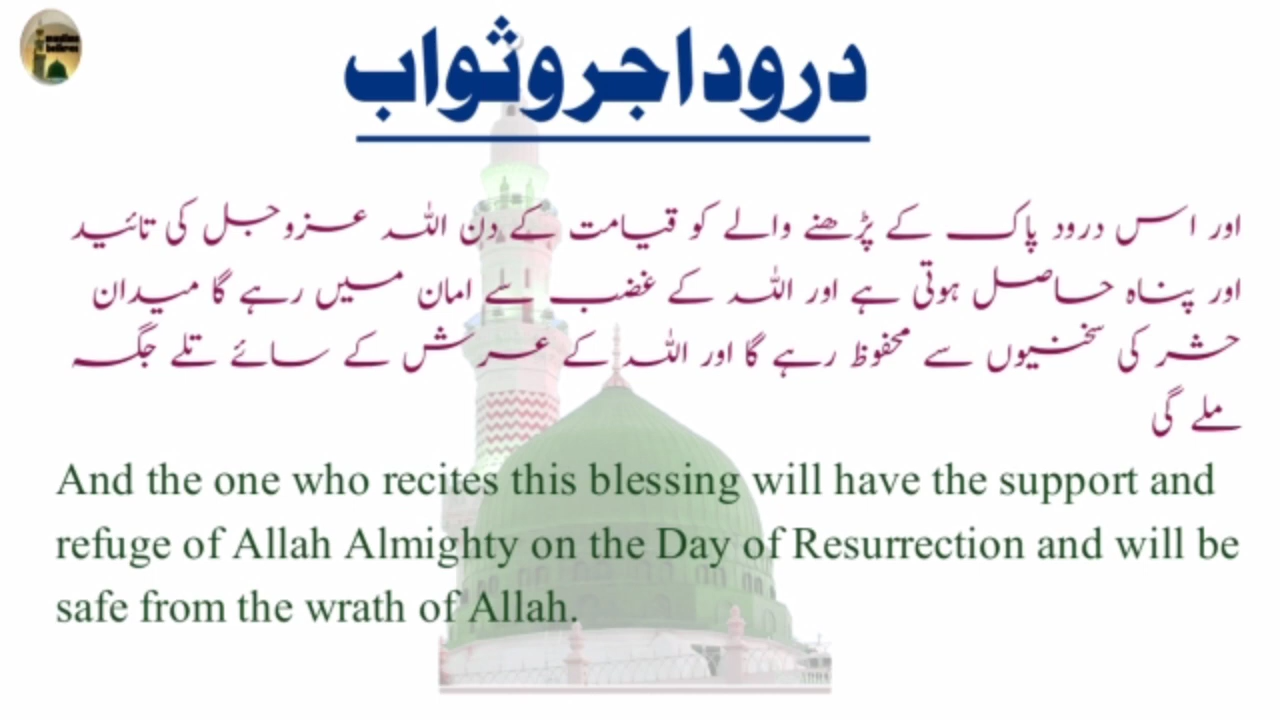 درود اجر و ثواب
اور اس درود پاک کے پڑھنے والے کو قیامت کے دن اللہ عزوجل کی تائید
اور پناہ حاصل ہوتی ہے اور اللہ کے غضب سے امان میں رہے گا میدان
حشر کی سختیوں سے محفوظ رہے گا اور اللہ کے عرش کے سائے تلے جگہ
ملے گی
And the one who recites this blessing will have the support and
refuge of Allah Almighty on the Day of Resurrection and will be
safe from the wrath of Allah.